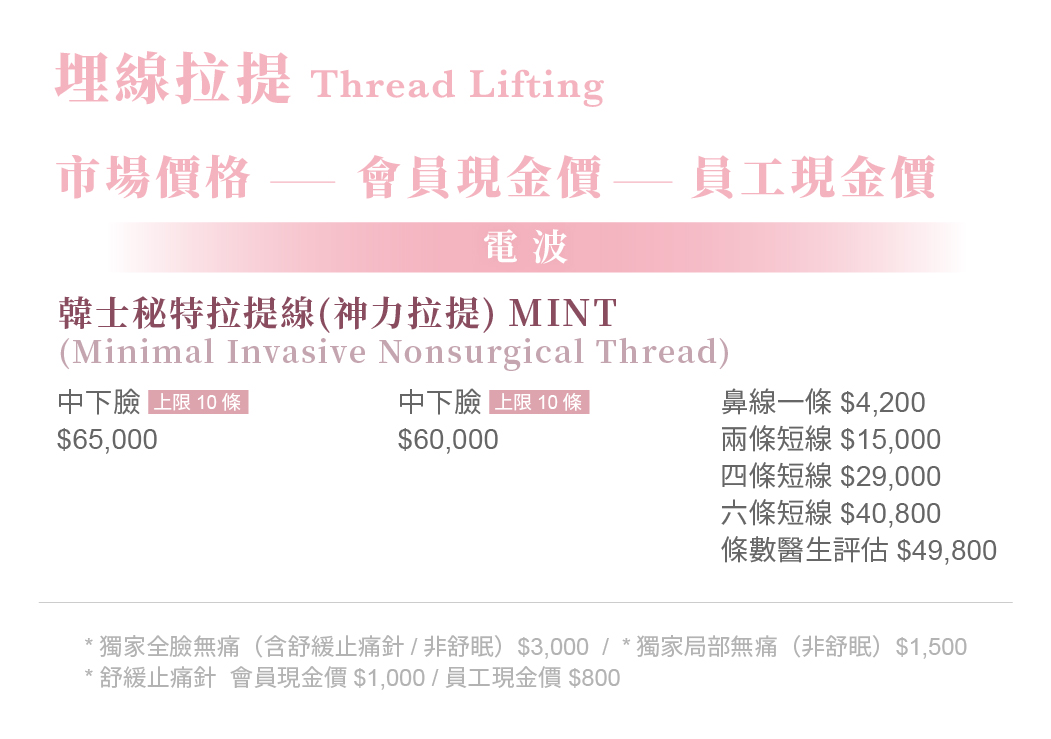 埋線拉提 Thread Lifting
市場價格 — 會員現金價 — 員工現金價
電波
韓士秘特拉提線(神力拉提) MINT
(Minimal Invasive Nonsurgical Thread)
中下臉 上限 10 條
$65,000
中下臉 上限 10 條
$60,000
鼻線一條 $4,200
兩條短線 $15,000
四條短線 $29,000
六條短線 $40,800
條數醫生評估 $49,800
* 獨家全臉無痛（含舒緩止痛針 / 非舒眠）$3,000 / * 獨家局部無痛（非舒眠）$1,500
* 舒緩止痛針 會員現金價 $1,000 / 員工現金價 $800